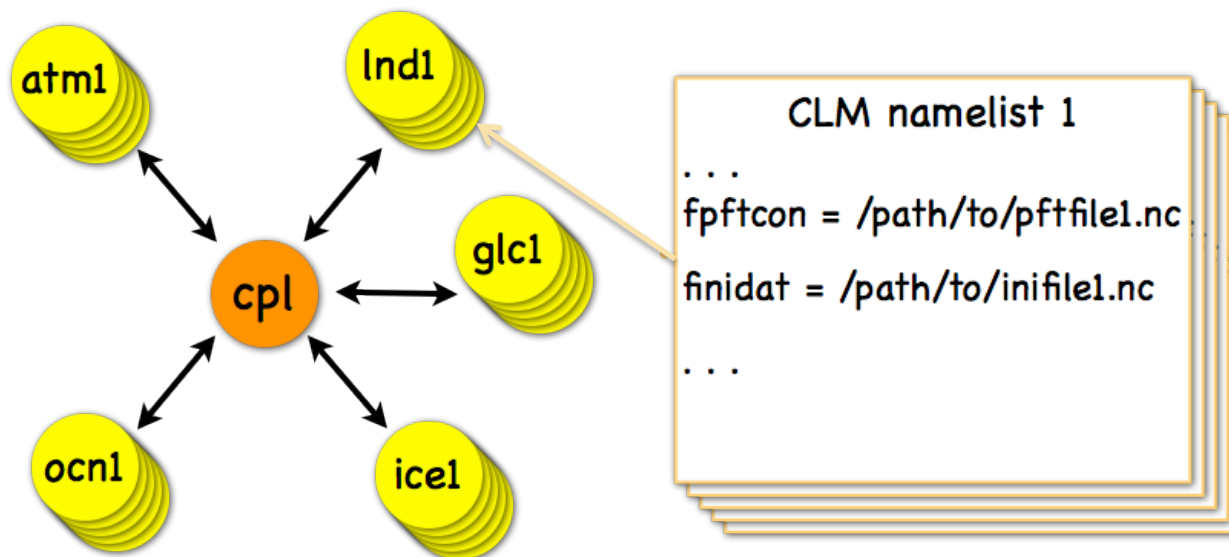 atm1
lnd1
glc1
cpl
ocn1
ice1
CLM namelist 1
. . .
fpftcon = /path/to/pftfile1.nc
finidat = /path/to/inifile1.nc
. . .